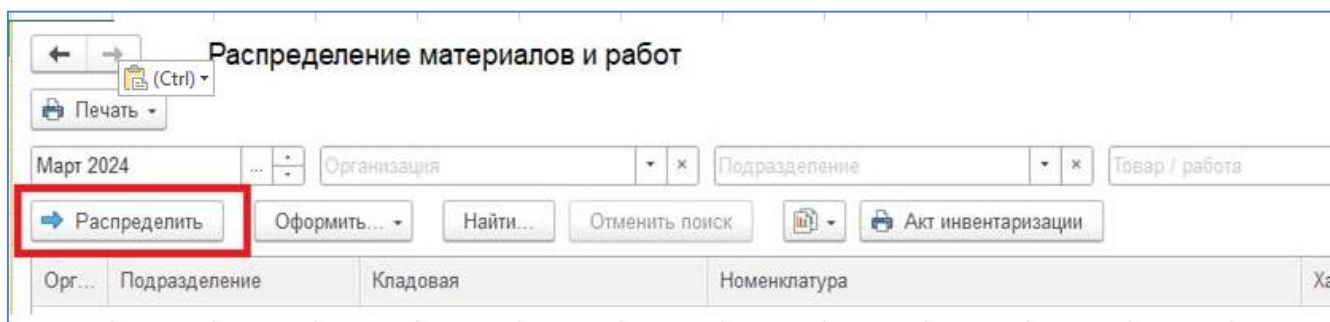 Распределение материалов и работ
(Ctrl)
Печать
Март 2024 ... Организация Подразделение Товар / работа
Распределить Оформить... Найти... Отменить поиск Акт инвентаризации
Орг... Подразделение Кладовая Номенклатура Ха